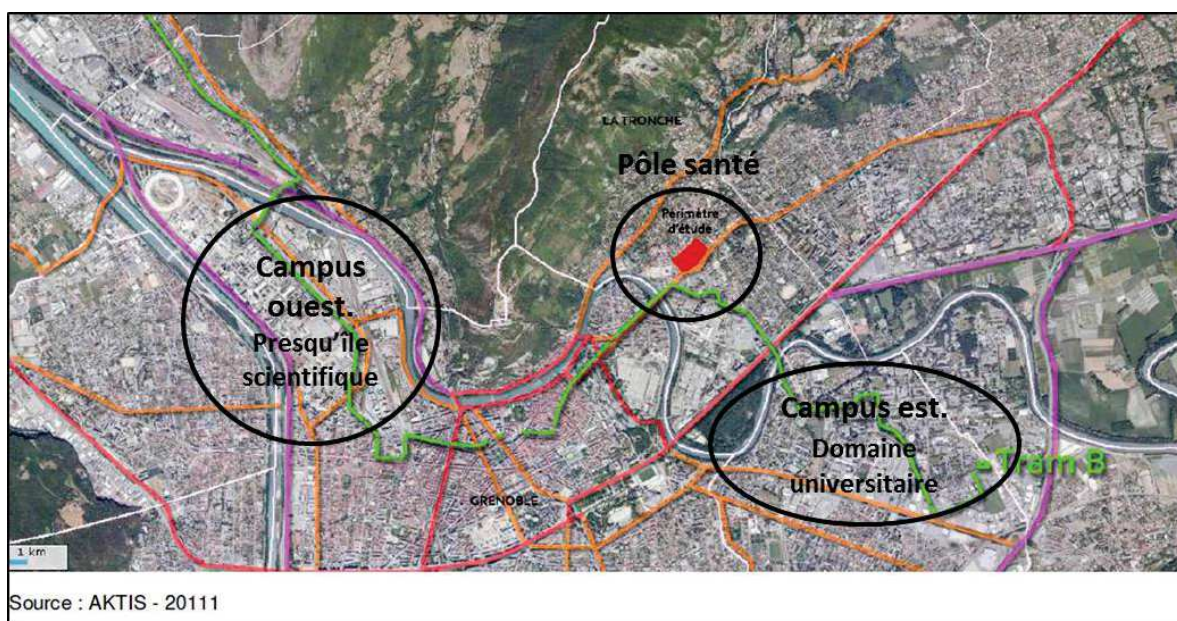 LA TRONCHE
Pôle santé
Périmètre
d'étude
Campus
ouest.
Presqu'île
scientifique
Campus est.
Domaine
universitaire
Tram B
GRENOBLE
1 km
Source : AKTIS - 20111